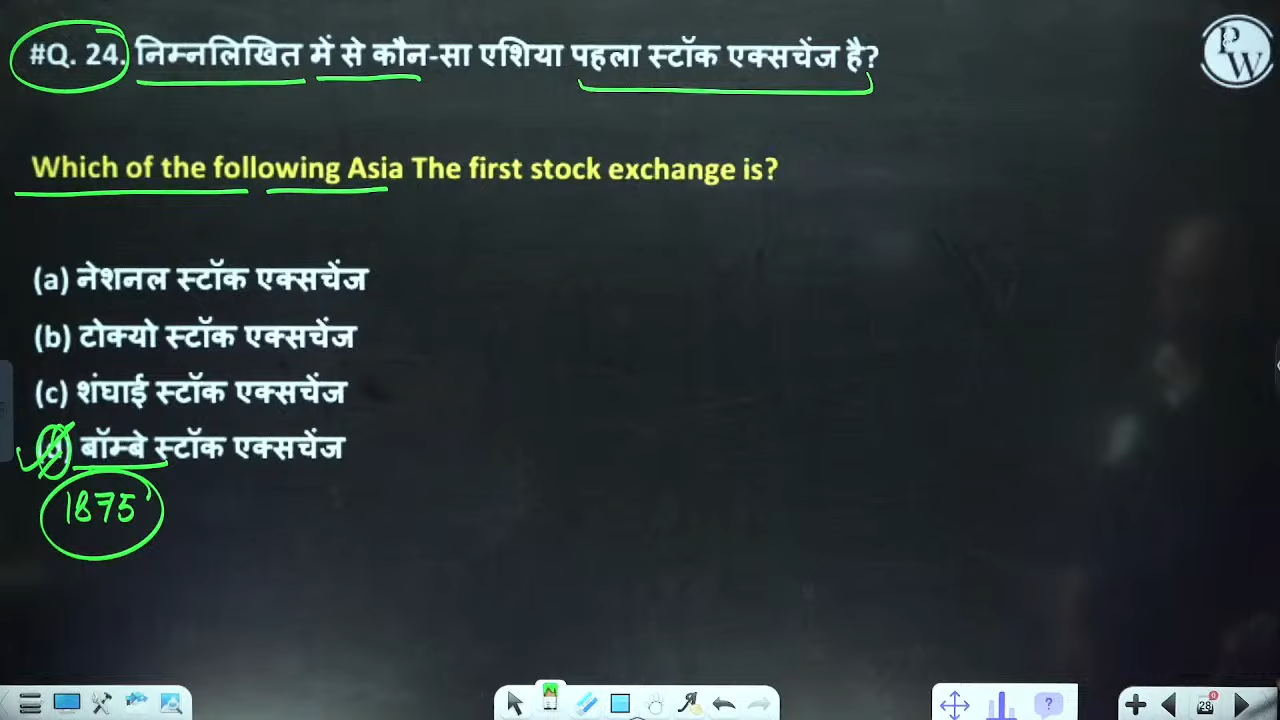 #Q. 24. निम्नलिखित में से कौन-सा एशिया पहला स्टॉक एक्सचेंज है?
PW
Which of the following Asia The first stock exchange is?
(a) नेशनल स्टॉक एक्सचेंज
(b) टोक्यो स्टॉक एक्सचेंज
(c) शंघाई स्टॉक एक्सचेंज
(d) बॉम्बे स्टॉक एक्सचेंज
1875
28